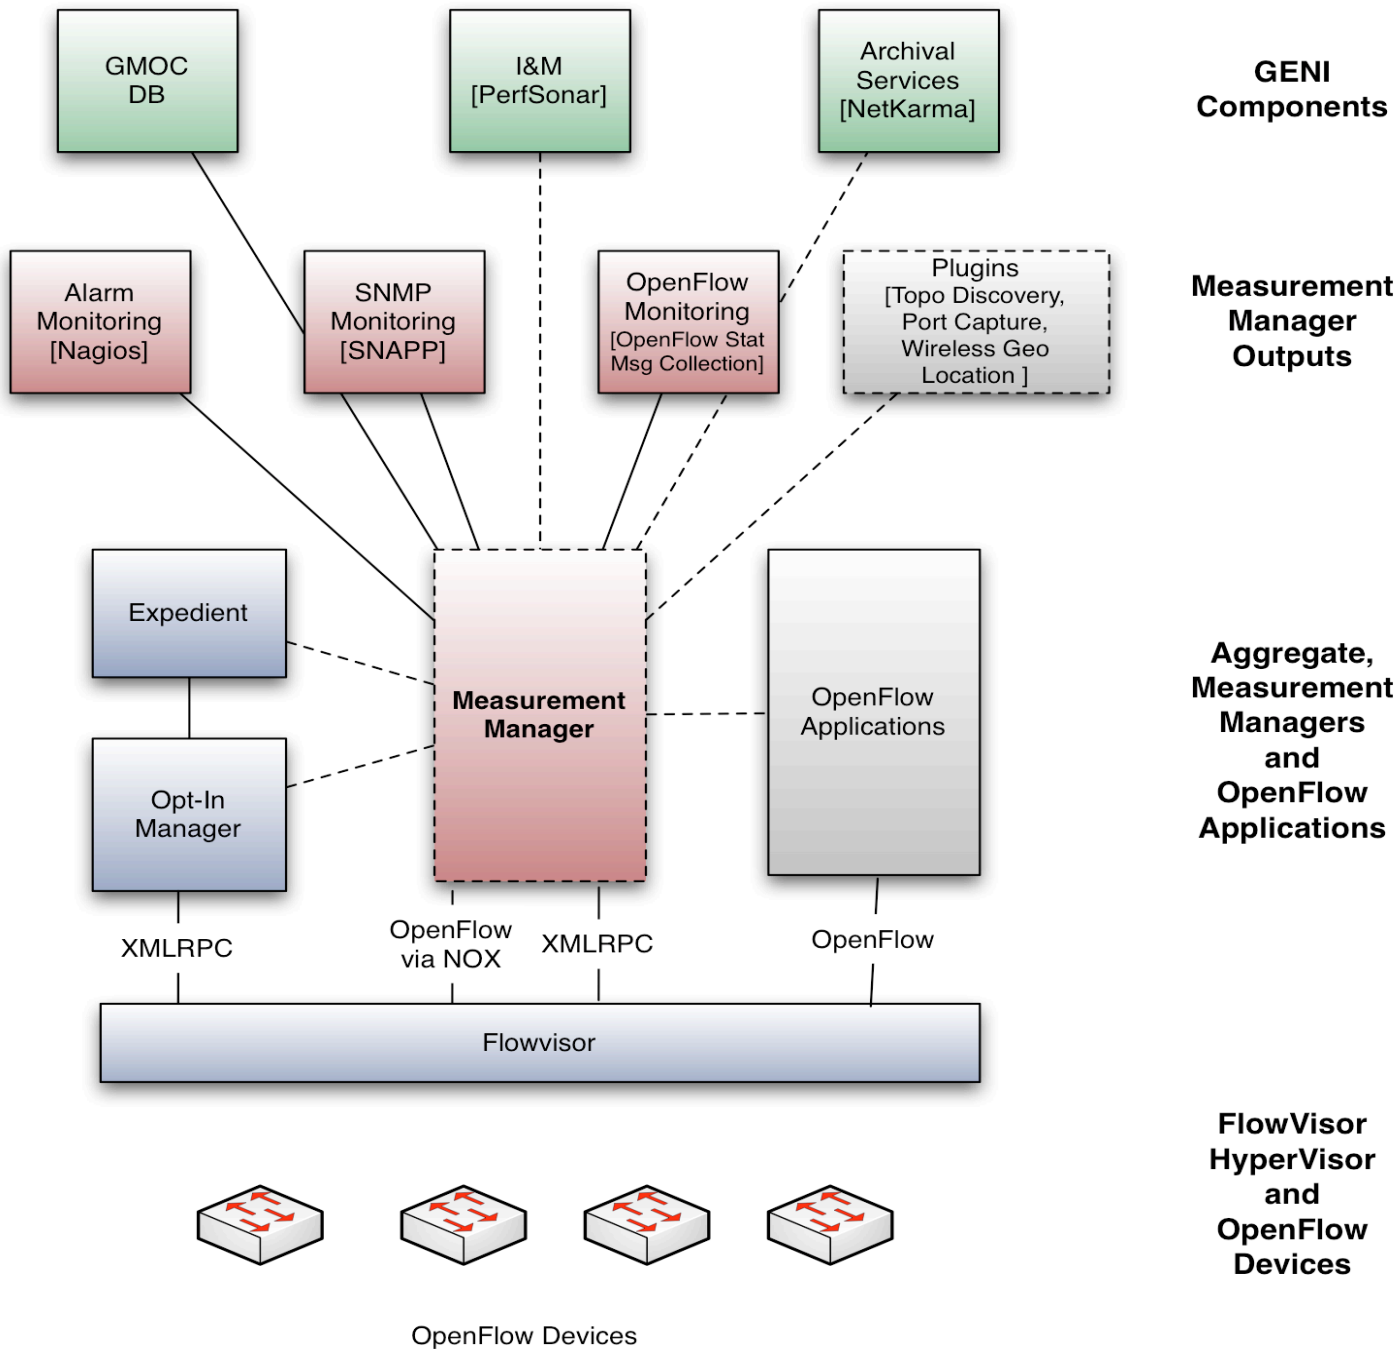 GMOC
DB
I&M
[PerfSonar]
Archival
Services
[NetKarma]
GENI
Components
Alarm
Monitoring
[Nagios]
SNMP
Monitoring
[SNAPP]
OpenFlow
Monitoring
[OpenFlow Stat
Msg Collection]
Plugins
[Topo Discovery,
Port Capture,
Wireless Geo
Location ]
Measurement
Manager
Outputs
Expedient
Opt-In
Manager
Measurement
Manager
OpenFlow
Applications
Aggregate,
Measurement
Managers
and
OpenFlow
Applications
XMLRPC
OpenFlow
via NOX
XMLRPC
OpenFlow
Flowvisor
FlowVisor
HyperVisor
and
OpenFlow
Devices
OpenFlow Devices